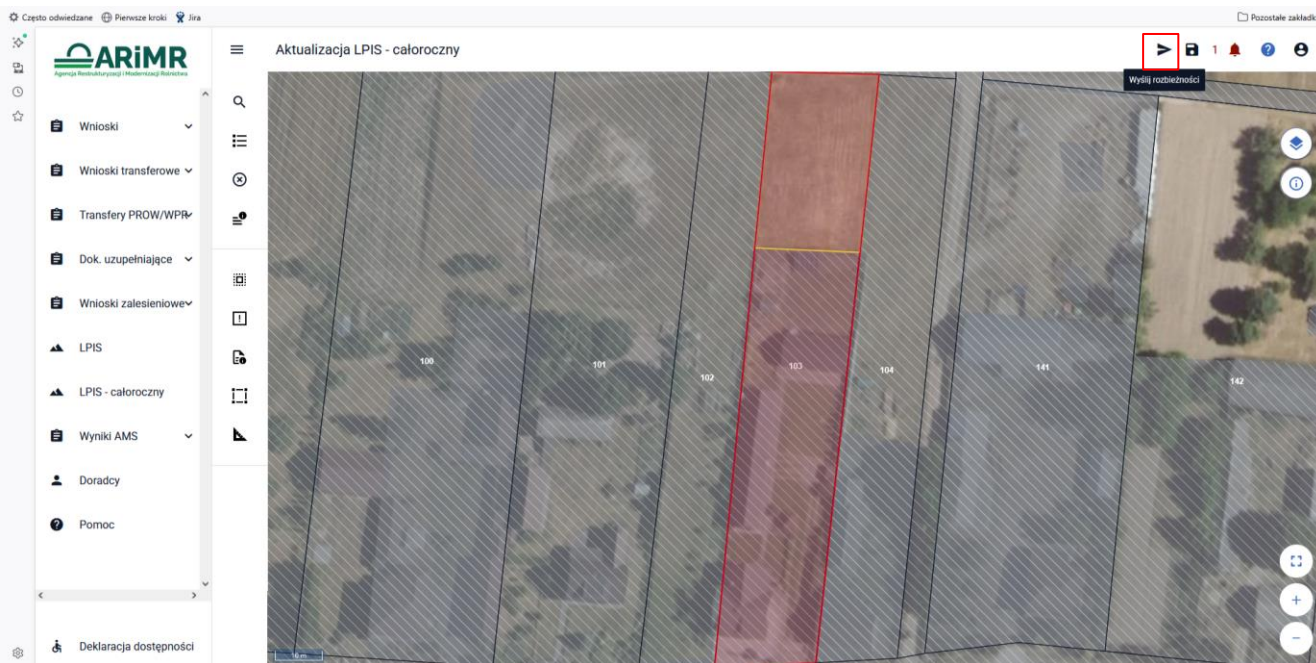 Często odwiedzane Pierwsze kroki Jira Pozostałe zakładk
ARiMR
Agencja Restrukturyzacji i Modernizacji Rolnictwa
Aktualizacja LPIS - całoroczny
1
Wyślij rozbieżności
Wnioski
Wnioski transferowe
Transfery PROW/WPR
Dok. uzupełniające
Wnioski zalesieniowe
LPIS
LPIS - całoroczny
Wyniki AMS
Doradcy
Pomoc
Deklaracja dostępności
100
101
102
103
104
141
142
10 m